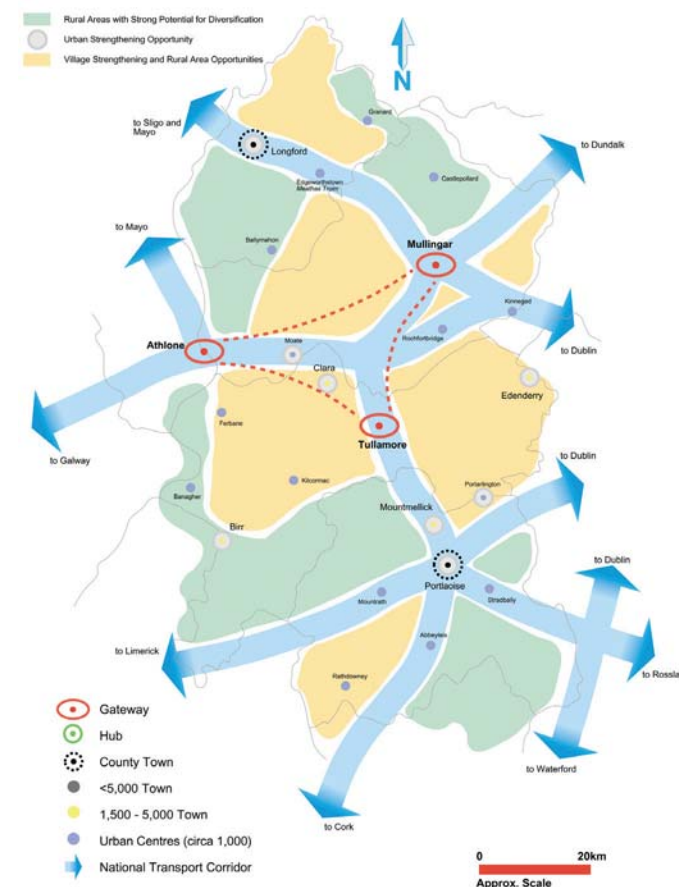 Rural Areas with Strong Potential for Diversification
Urban Strengthening Opportunity
Village Strengthening and Rural Area Opportunities
N
to Sligo and
Mayo
Longford
Granard
to Dundalk
Edgeworthstown
Castlepollard
to Mayo
Ballymahon
Mullingar
Kinnegad
Rochfortbridge
Athlone
Moate
to Dublin
Clara
Edenderry
Ferbane
Tullamore
to Galway
to Dublin
Kilcormac
Portarlington
Banagher
Mountmellick
Birr
to Dublin
Portlaoise
Mountrath
Stradbally
to Limerick
Abbeyleix
to Rossla
Rathdowney
to Waterford
to Cork
Gateway
Hub
County Town
<5,000 Town
1,500 - 5,000 Town
Urban Centres (circa 1,000)
National Transport Corridor
0 20km
Approx. Scale